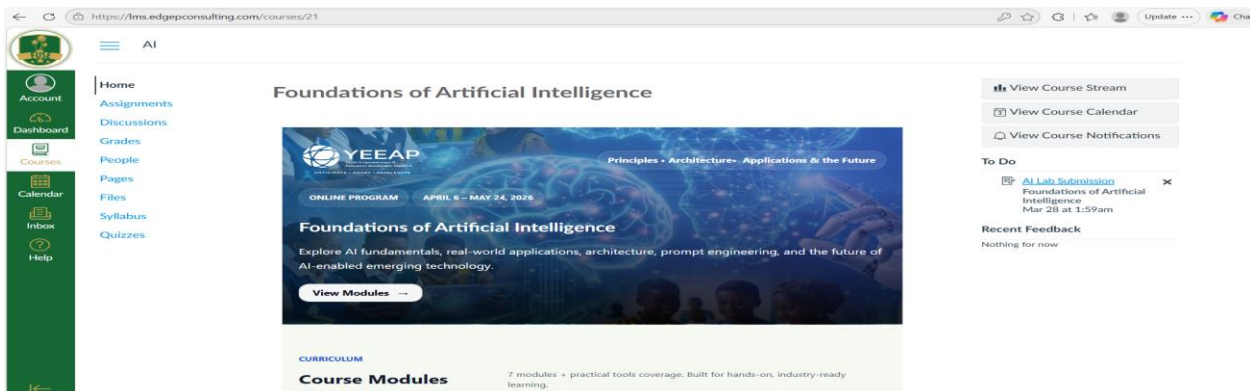 https://lms.edgepconsulting.com/courses/21
Update
Cha
AI
Account
Dashboard
Courses
Calendar
Inbox
Help
Home
Assignments
Discussions
Grades
People
Pages
Files
Syllabus
Quizzes
Foundations of Artificial Intelligence
YEEAP
Principles • Architecture• Applications & the Future
ONLINE PROGRAM
APRIL 6 – MAY 24, 2026
Foundations of Artificial Intelligence
Explore AI fundamentals, real-world applications, architecture, prompt engineering, and the future of
AI-enabled emerging technology.
View Modules →
CURRICULUM
Course Modules
7 modules + practical tools coverage. Built for hands-on, industry-ready
learning.
View Course Stream
View Course Calendar
View Course Notifications
To Do
AI Lab Submission
Foundations of Artificial
Intelligence
Mar 28 at 1:59am
Recent Feedback
Nothing for now